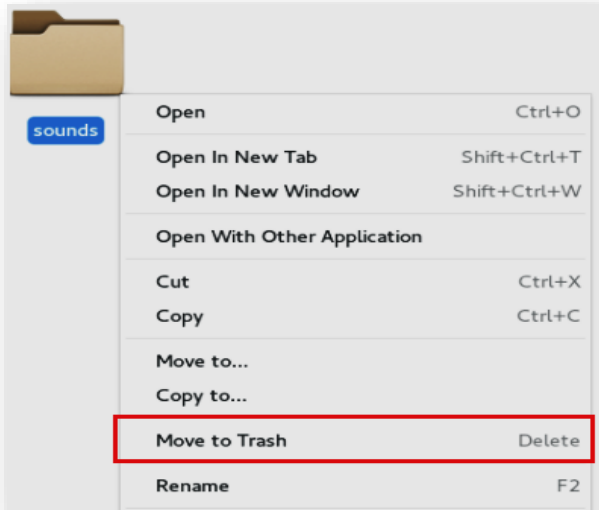 sounds
Open Ctrl+O
Open In New Tab Shift+Ctrl+T
Open In New Window Shift+Ctrl+W
Open With Other Application
Cut Ctrl+X
Copy Ctrl+C
Move to...
Copy to...
Move to Trash Delete
Rename F2